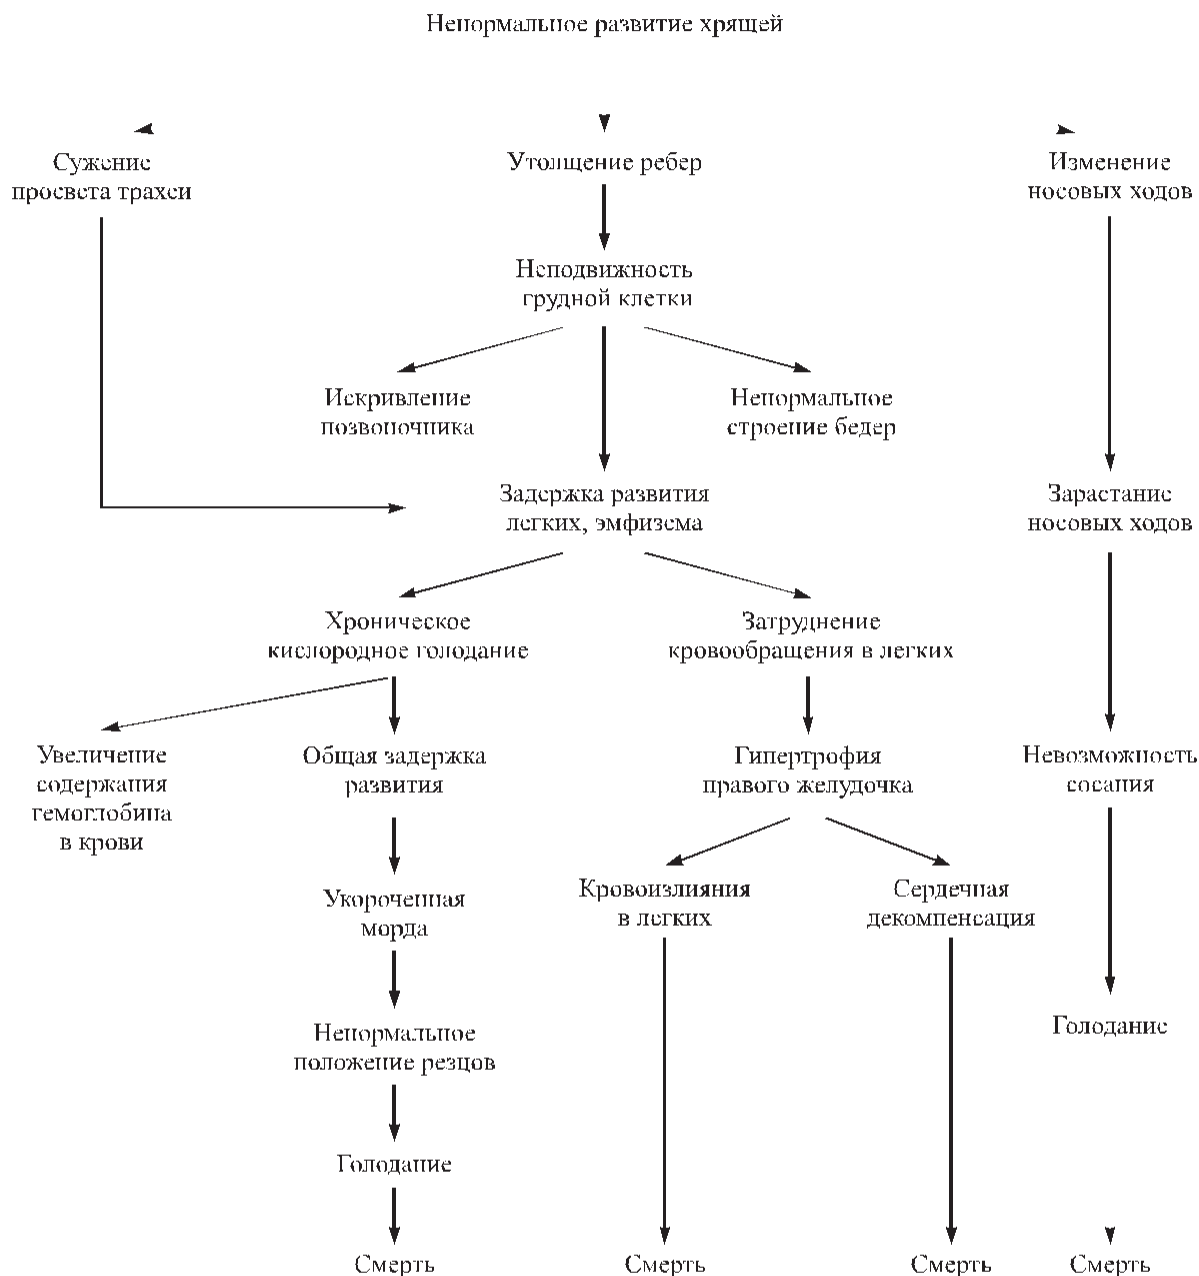 Ненормальное развитие хрящей
Сужение
просвета трахеи
Утолщение ребер
Изменение
носовых ходов
Неподвижность
грудной клетки
Искривление
позвоночника
Ненормальное
строение бедер
Задержка развития
легких, эмфизема
Зарастание
носовых ходов
Хроническое
кислородное голодание
Затруднение
кровообращения в легких
Увеличение
содержания
гемоглобина
в крови
Общая задержка
развития
Гипертрофия
правого желудочка
Невозможность
сосания
Укороченная
морда
Кровоизлияния
в легких
Сердечная
декомпенсация
Ненормальное
положение резцов
Голодание
Голодание
Смерть
Смерть
Смерть
Смерть